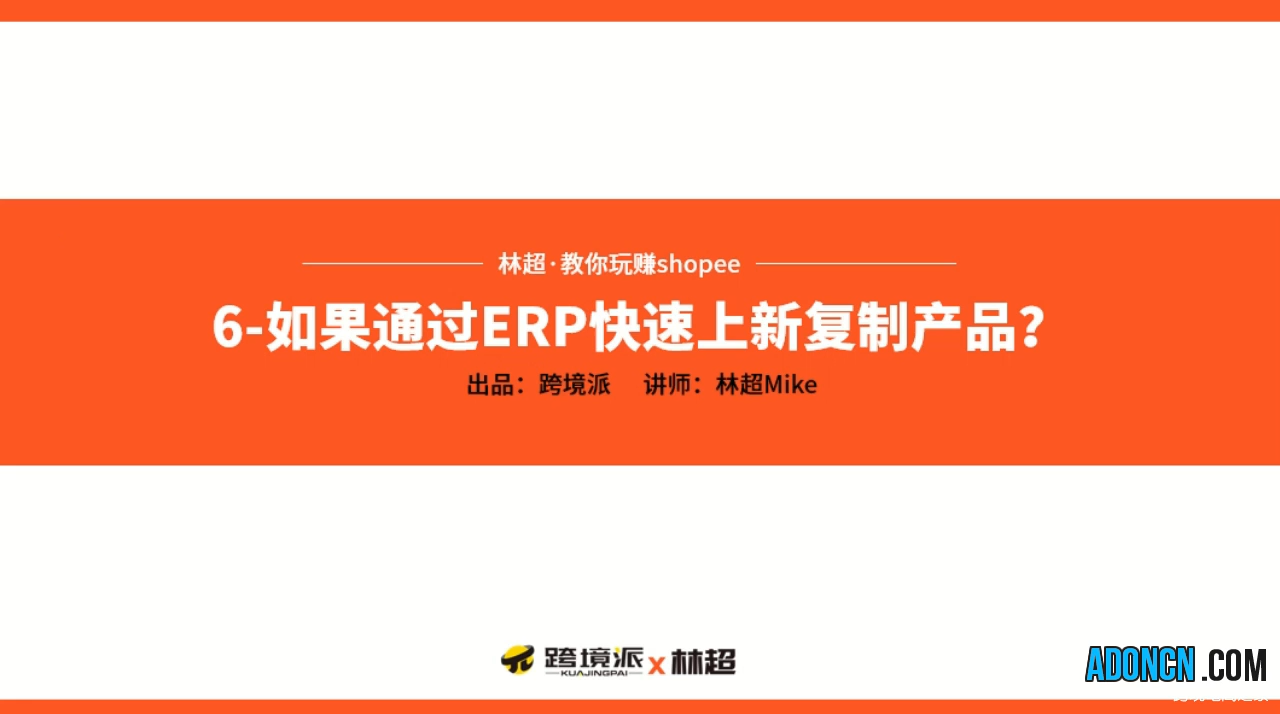 林超·教你玩赚shopee
6-如果通过ERP快速上新复制产品？
出品：跨境派 讲师：林超Mike
跨境派 x 林超
KUAJINGPAI
ADONCN.COM